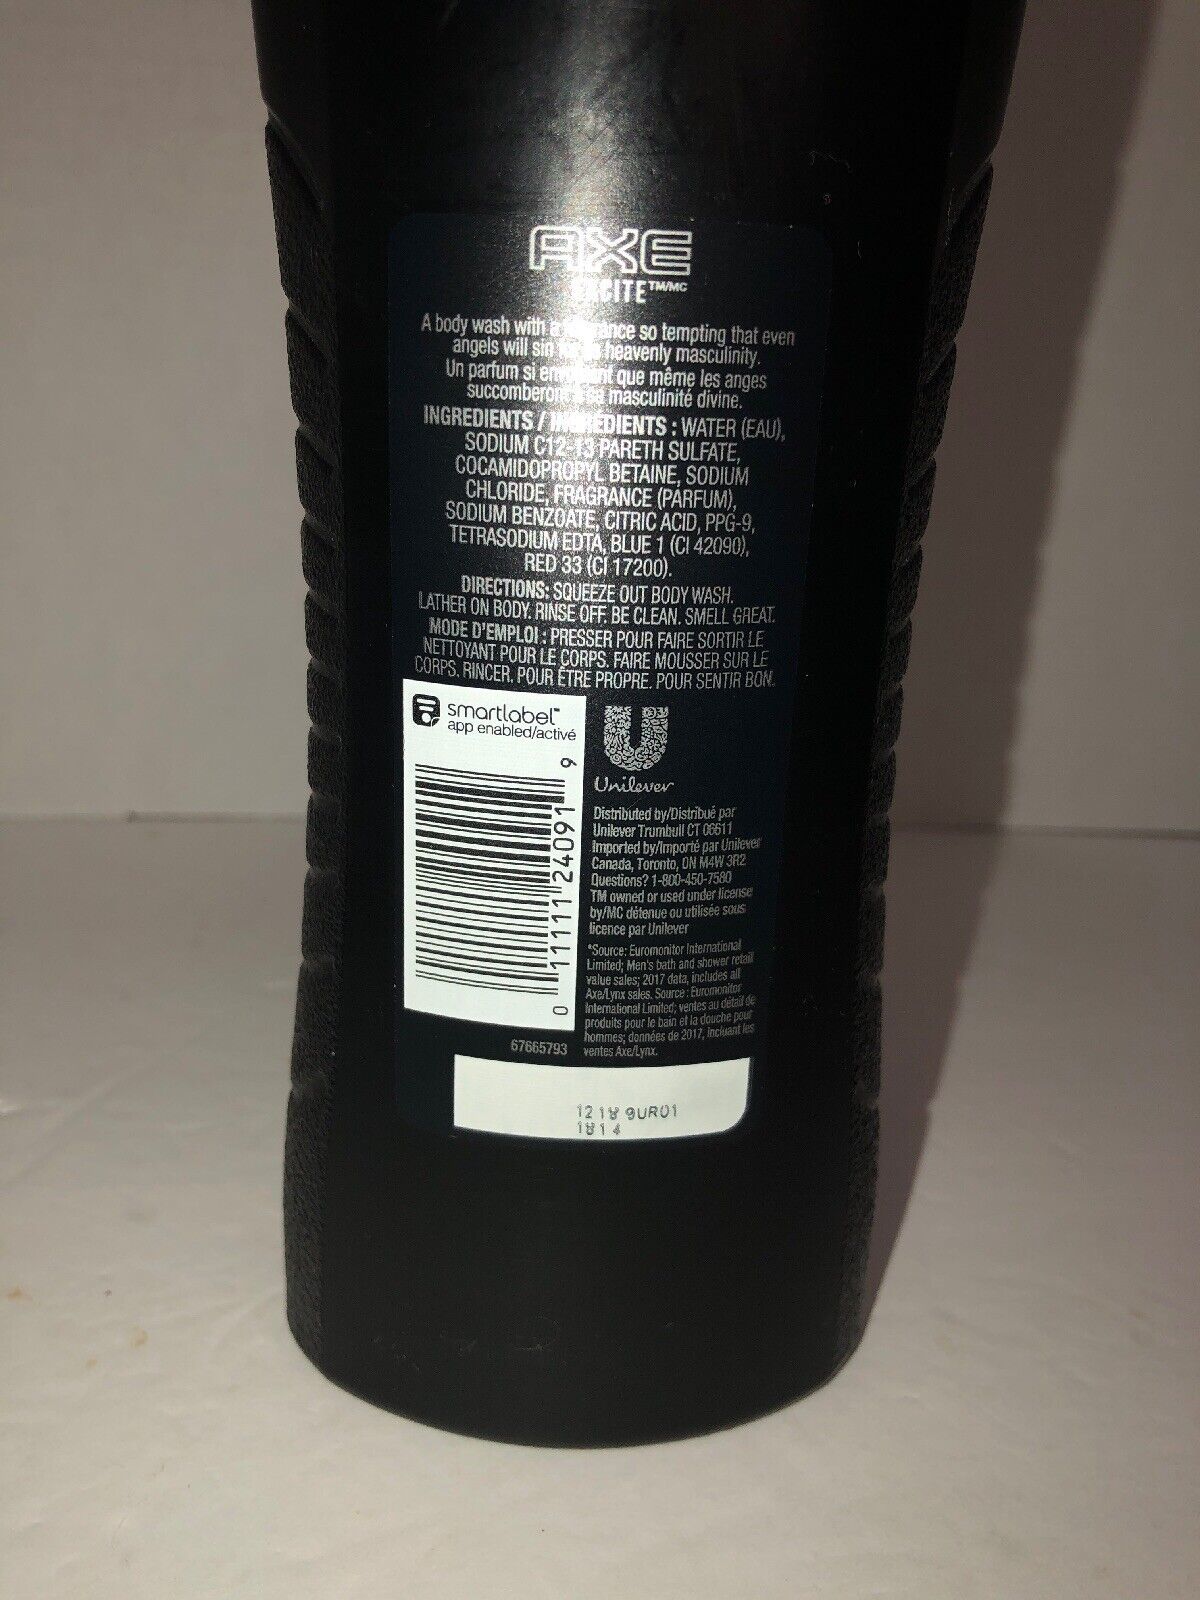 AXE
TM/MC
A body wash with a so tempting that even
angels will sin heavenly masculinity.
Un parfum si que même les anges
masculinité divine.
INGREDIENTS / INGREDIENTS : WATER (EAU),
SODIUM C12-13 PARETH SULFATE,
COCAMIDOPROPYL BETAINE, SODIUM
CHLORIDE, FRAGRANCE (PARFUM),
SODIUM BENZOATE, CITRIC ACID, PPG-9,
TETRASODIUM EDTA, BLUE 1 (CI 42090),
RED 33 (CI 17200).
DIRECTIONS: SQUEEZE OUT BODY WASH.
LATHER ON BODY. RINSE OFF. BE CLEAN. SMELL GREAT.
MODE D'EMPLOI : PRESSER POUR FAIRE SORTIR LE
NETTOYANT POUR LE CORPS. FAIRE MOUSSER SUR LE
CORPS. RINCER. POUR ÊTRE PROPRE. POUR SENTIR BON.
smartlabel™
app enabled/activé
0 11111 24091 9
67665793
Unilever
Distributed by/Distribué par
Unilever Trumbull CT 06611
Imported by/Importé par Unilever
Canada, Toronto, ON M4W 3R2
Questions? 1-800-450-7580
TM owned or used under license
by/MC détenue ou utilisée sous
licence par Unilever
*Source: Euromonitor International
Limited; Men's bath and shower retail
value sales; 2017 data, includes all
Axe/Lynx sales. Source : Euromonitor
International Limited; ventes au détail de
produits pour le bain et la douche pour
hommes; données de 2017, incluant les
ventes Axe/Lynx.
1218 9UR01
1814